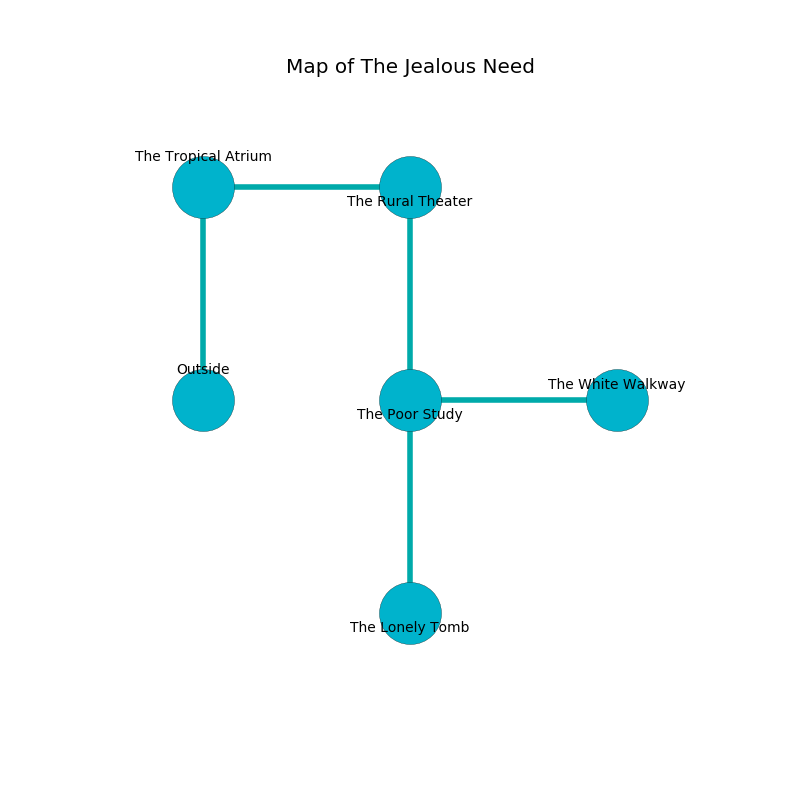 Map of The Jealous Need
The Tropical Atrium
The Rural Theater
Outside
The White Walkway
The Poor Study
The Lonely Tomb